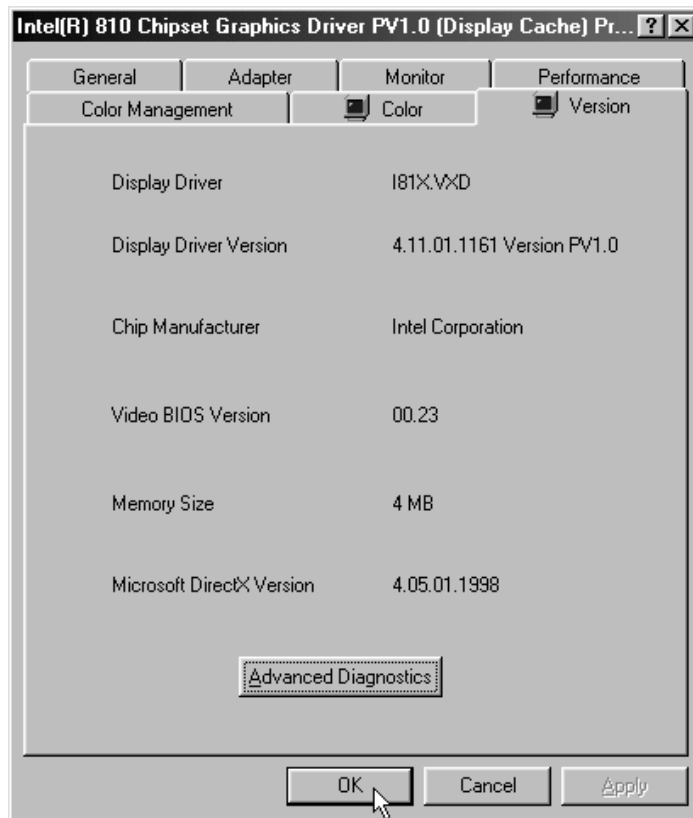 Intel(R) 810 Chipset Graphics Driver PV1.0 (Display Cache) Pr... ? X
General Adapter Monitor Performance
Color Management Color Version
Display Driver I81X.VXD
Display Driver Version 4.11.01.1161 Version PV1.0
Chip Manufacturer Intel Corporation
Video BIOS Version 00.23
Memory Size 4 MB
Microsoft DirectX Version 4.05.01.1998
Advanced Diagnostics
OK Cancel Apply